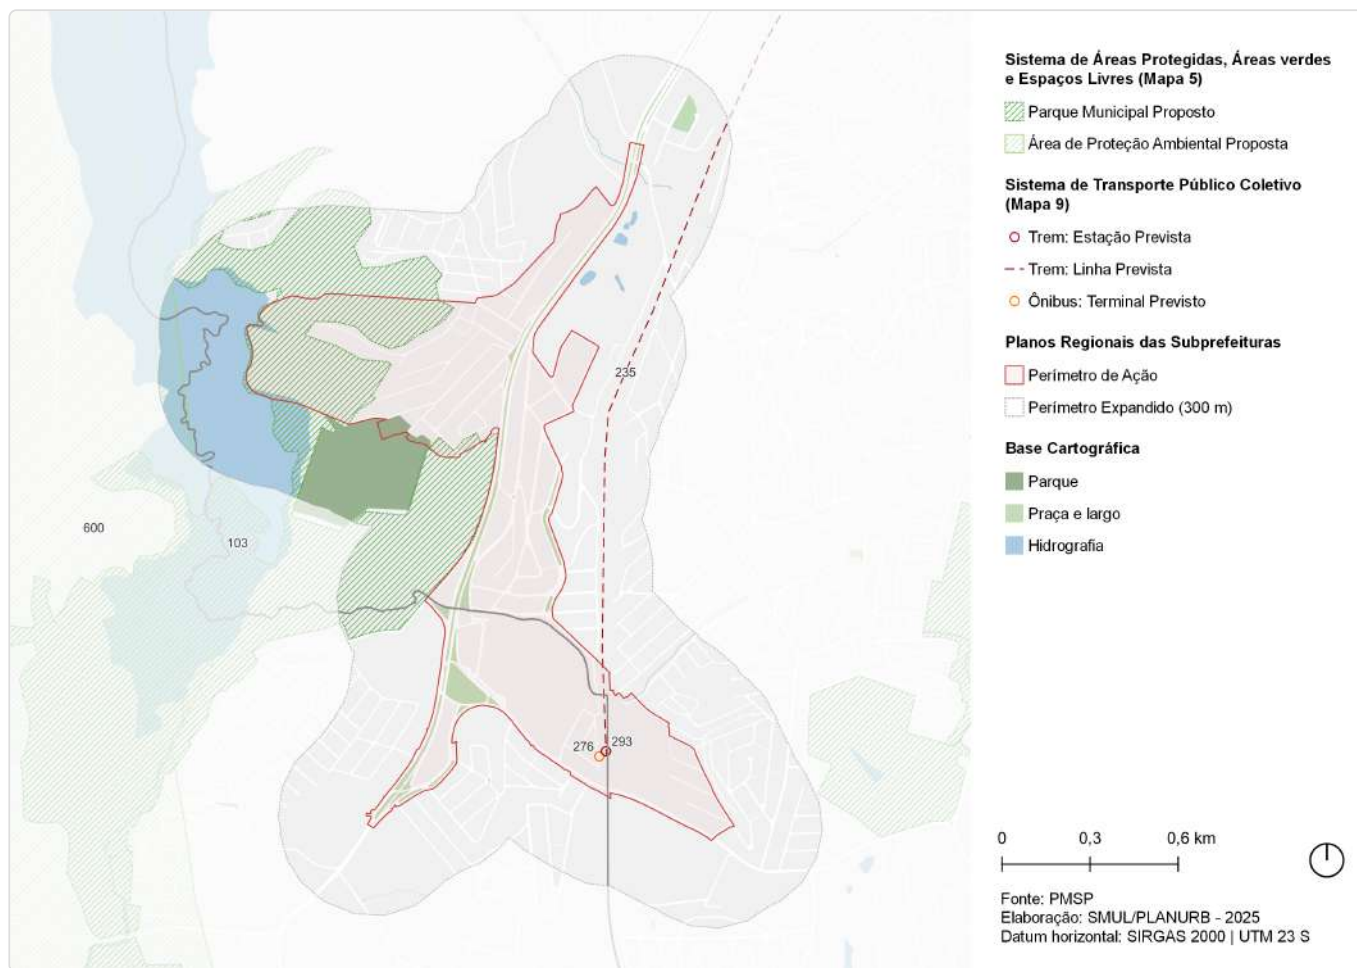 Sistema de Áreas Protegidas, Áreas verdes
e Espaços Livres (Mapa 5)
Parque Municipal Proposto
Área de Proteção Ambiental Proposta
Sistema de Transporte Público Coletivo
(Mapa 9)
Trem: Estação Prevista
Trem: Linha Prevista
Ônibus: Terminal Previsto
Planos Regionais das Subprefeituras
Perímetro de Ação
Perímetro Expandido (300 m)
Base Cartográfica
Parque
Praça e largo
Hidrografia
235
600
103
276
293
0 0,3 0,6 km
Fonte: PMSP
Elaboração: SMUL/PLANURB - 2025
Datum horizontal: SIRGAS 2000 | UTM 23 S